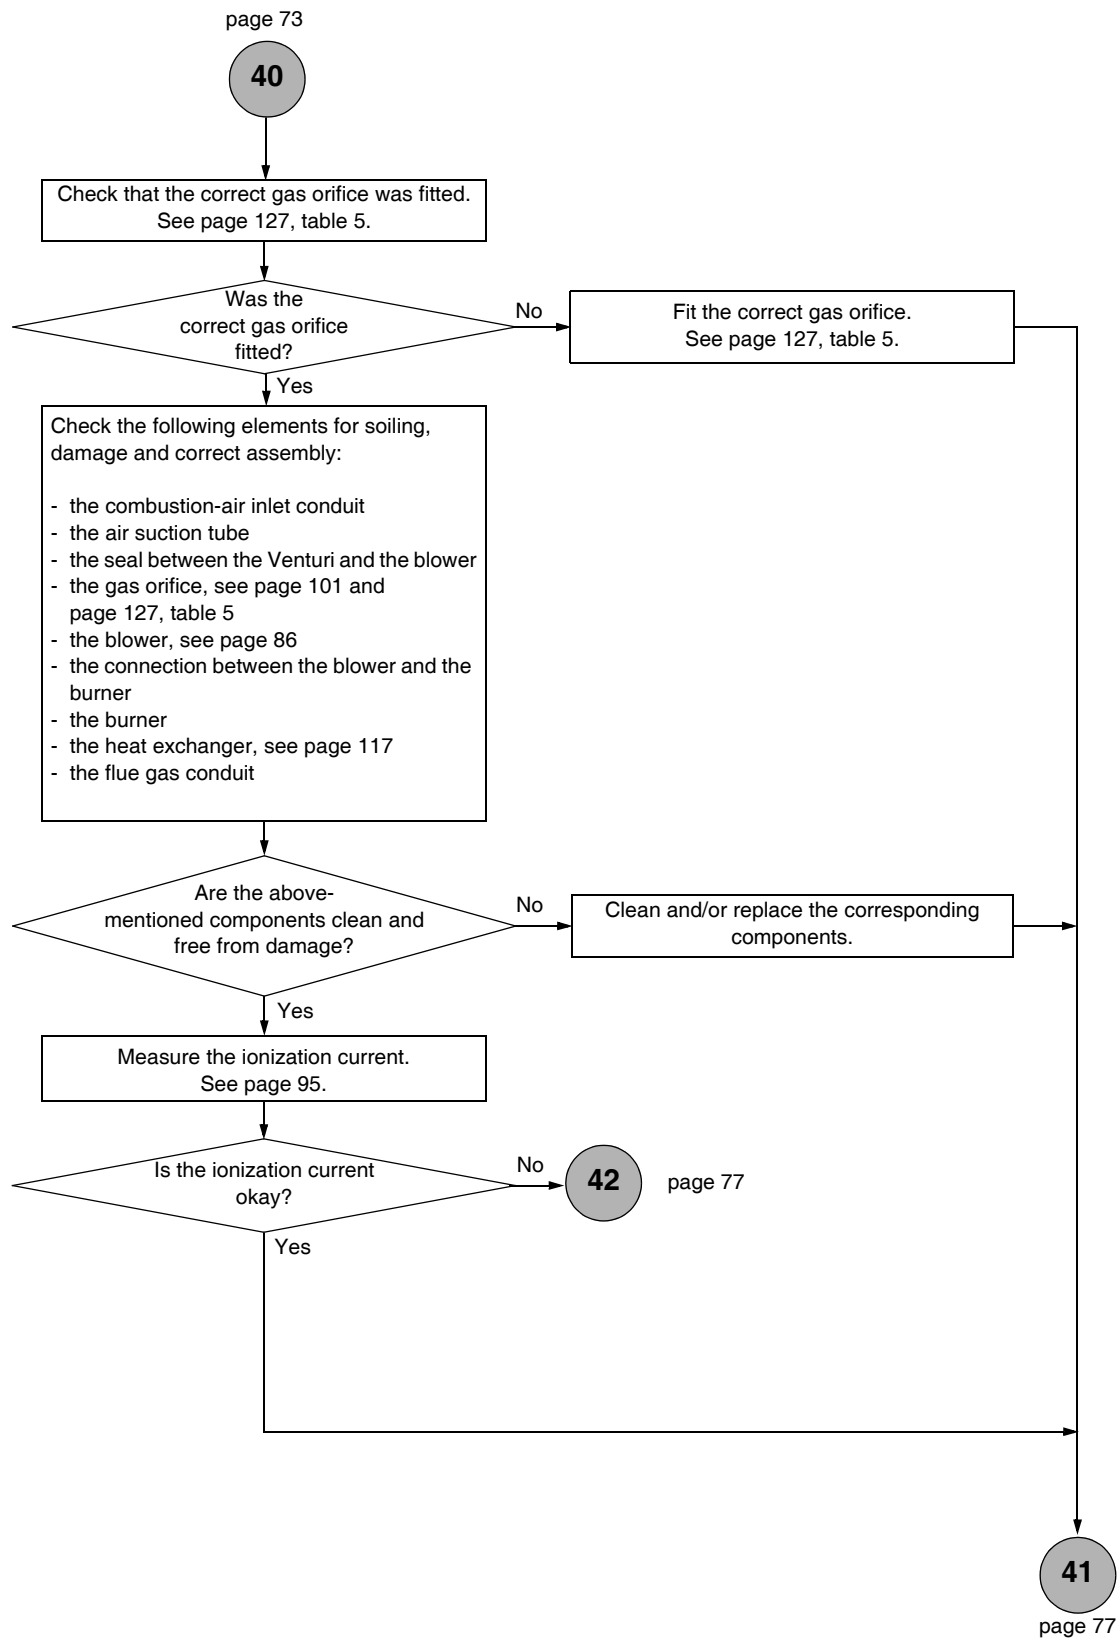 page 73
40
Check that the correct gas orifice was fitted.
See page 127, table 5.
Was the
correct gas orifice
fitted?
No
Fit the correct gas orifice.
See page 127, table 5.
Yes
Check the following elements for soiling,
damage and correct assembly:
- the combustion-air inlet conduit
- the air suction tube
- the seal between the Venturi and the blower
- the gas orifice, see page 101 and
page 127, table 5
- the blower, see page 86
- the connection between the blower and the
burner
- the burner
- the heat exchanger, see page 117
- the flue gas conduit
Are the above-
mentioned components clean and
free from damage?
No
Clean and/or replace the corresponding
components.
Yes
Measure the ionization current.
See page 95.
Is the ionization current
okay?
No
42
page 77
Yes
41
page 77